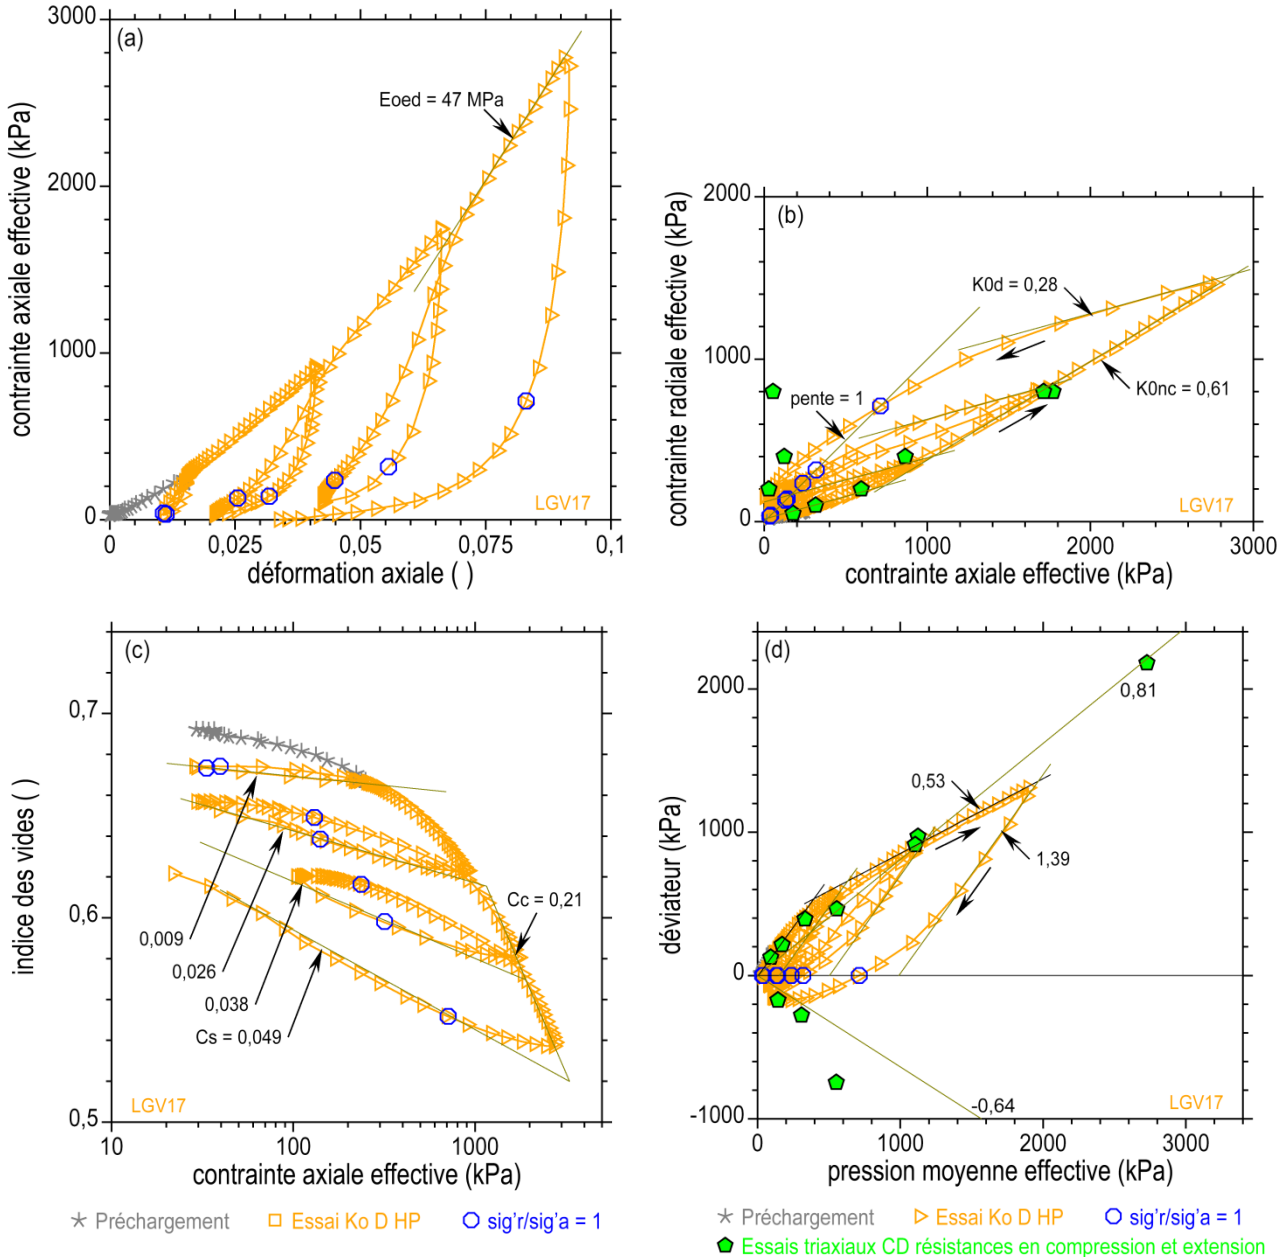 (a)
3000
2000
1000
0
contrainte axiale effective (kPa)
Eoed = 47 MPa
LGV17
0
0,025
0,05
0,075
0,1
déformation axiale ( )
(b)
2000
1000
0
contrainte radiale effective (kPa)
K0d = 0,28
pente = 1
K0nc = 0,61
LGV17
0
1000
2000
3000
contrainte axiale effective (kPa)
(c)
0,7
0,6
0,5
indice des vides ( )
Cc = 0,21
0,009
0,026
0,038
Cs = 0,049
LGV17
10
100
1000
contrainte axiale effective (kPa)
(d)
2000
1000
0
-1000
déviateur (kPa)
0,81
0,53
1,39
-0,64
LGV17
0
1000
2000
3000
pression moyenne effective (kPa)
Préchargement
Essai Ko D HP
sig'r/sig'a = 1
Préchargement
Essai Ko D HP
sig'r/sig'a = 1
Essais triaxiaux CD résistances en compression et extension